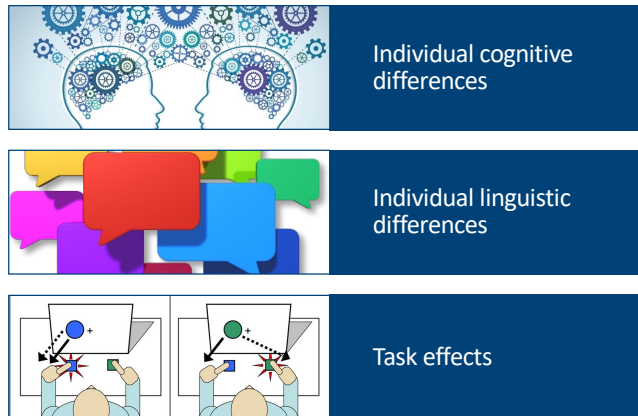 Individual cognitive
differences
Individual linguistic
differences
Task effects